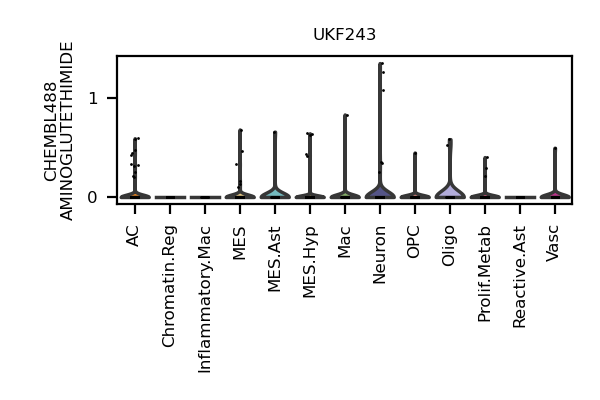 UKF243
CHEMBL488
AMINOGLUTETHIMIDE
1
0
AC
Chromatin.Reg
Inflammatory.Mac
MES
MES.Ast
MES.Hyp
Mac
Neuron
OPC
Oligo
Prolif.Metab
Reactive.Ast
Vasc